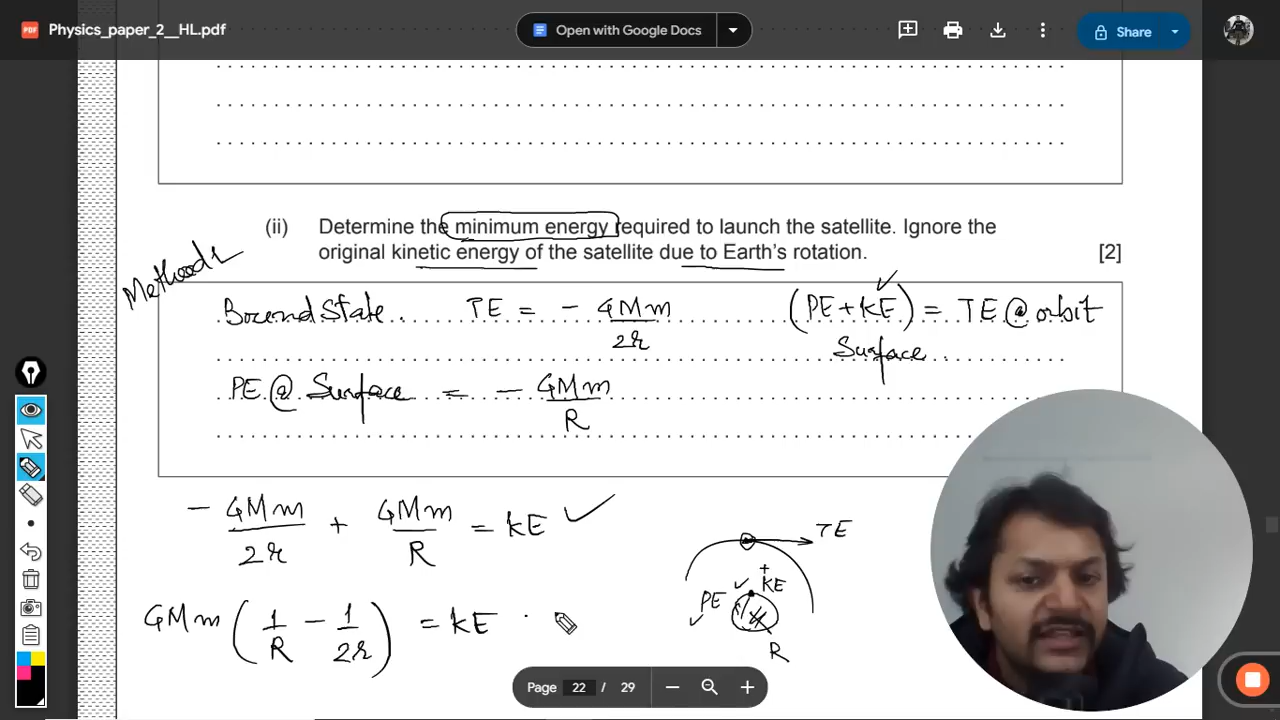 Physics_paper_2__HL.pdf
Open with Google Docs
Share
(ii) Determine the minimum energy required to launch the satellite. Ignore the
original kinetic energy of the satellite due to Earth's rotation. [2]
Method 1
Bound State TE = - GMm/2r (PE + KE) = TE @ orbit
Surface
PE @ Surface = - GMm/R
- GMm/2r + GMm/R = KE ✓
TE
+
PE ✓ KE
✓
R
GMm (1/R - 1/2r) = KE
Page 22 / 29